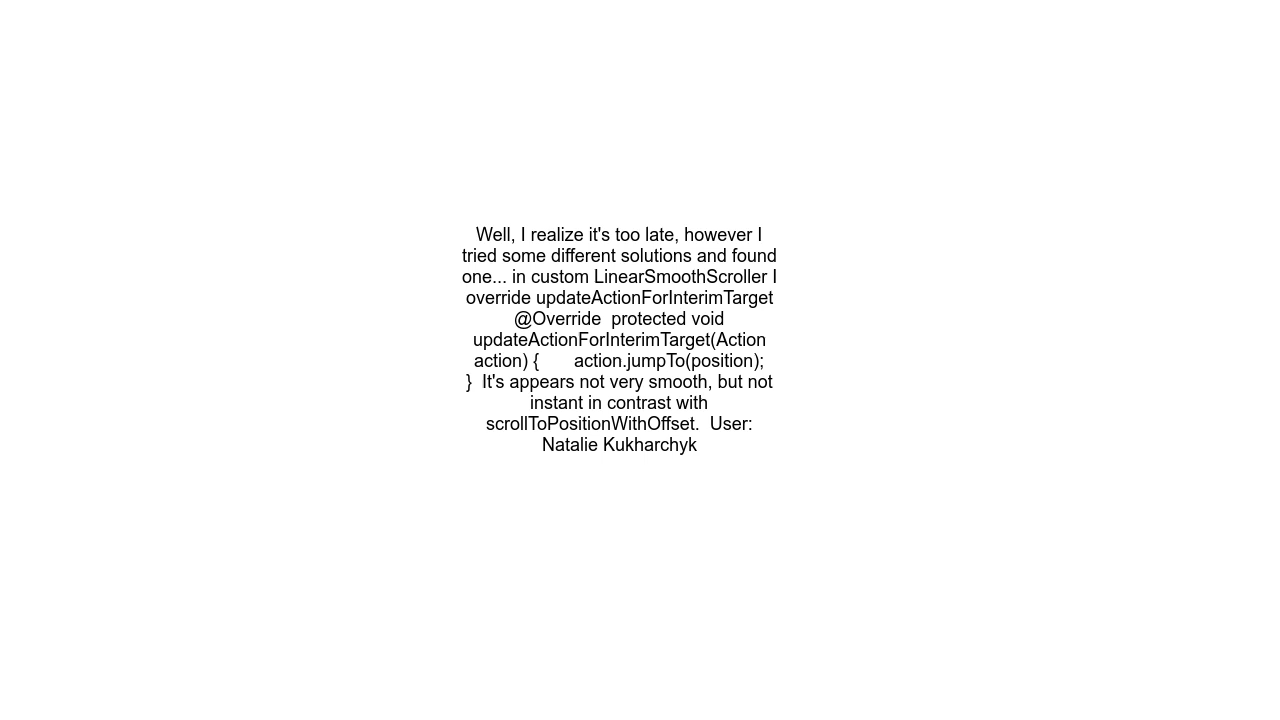 Well, I realize it's too late, however I
tried some different solutions and found
one... in custom LinearSmoothScroller I
override updateActionForInterimTarget
@Override  protected void
updateActionForInterimTarget(Action
action) {       action.jumpTo(position);
}  It's appears not very smooth, but not
instant in contrast with
scrollToPositionWithOffset.  User:
Natalie Kukharchyk